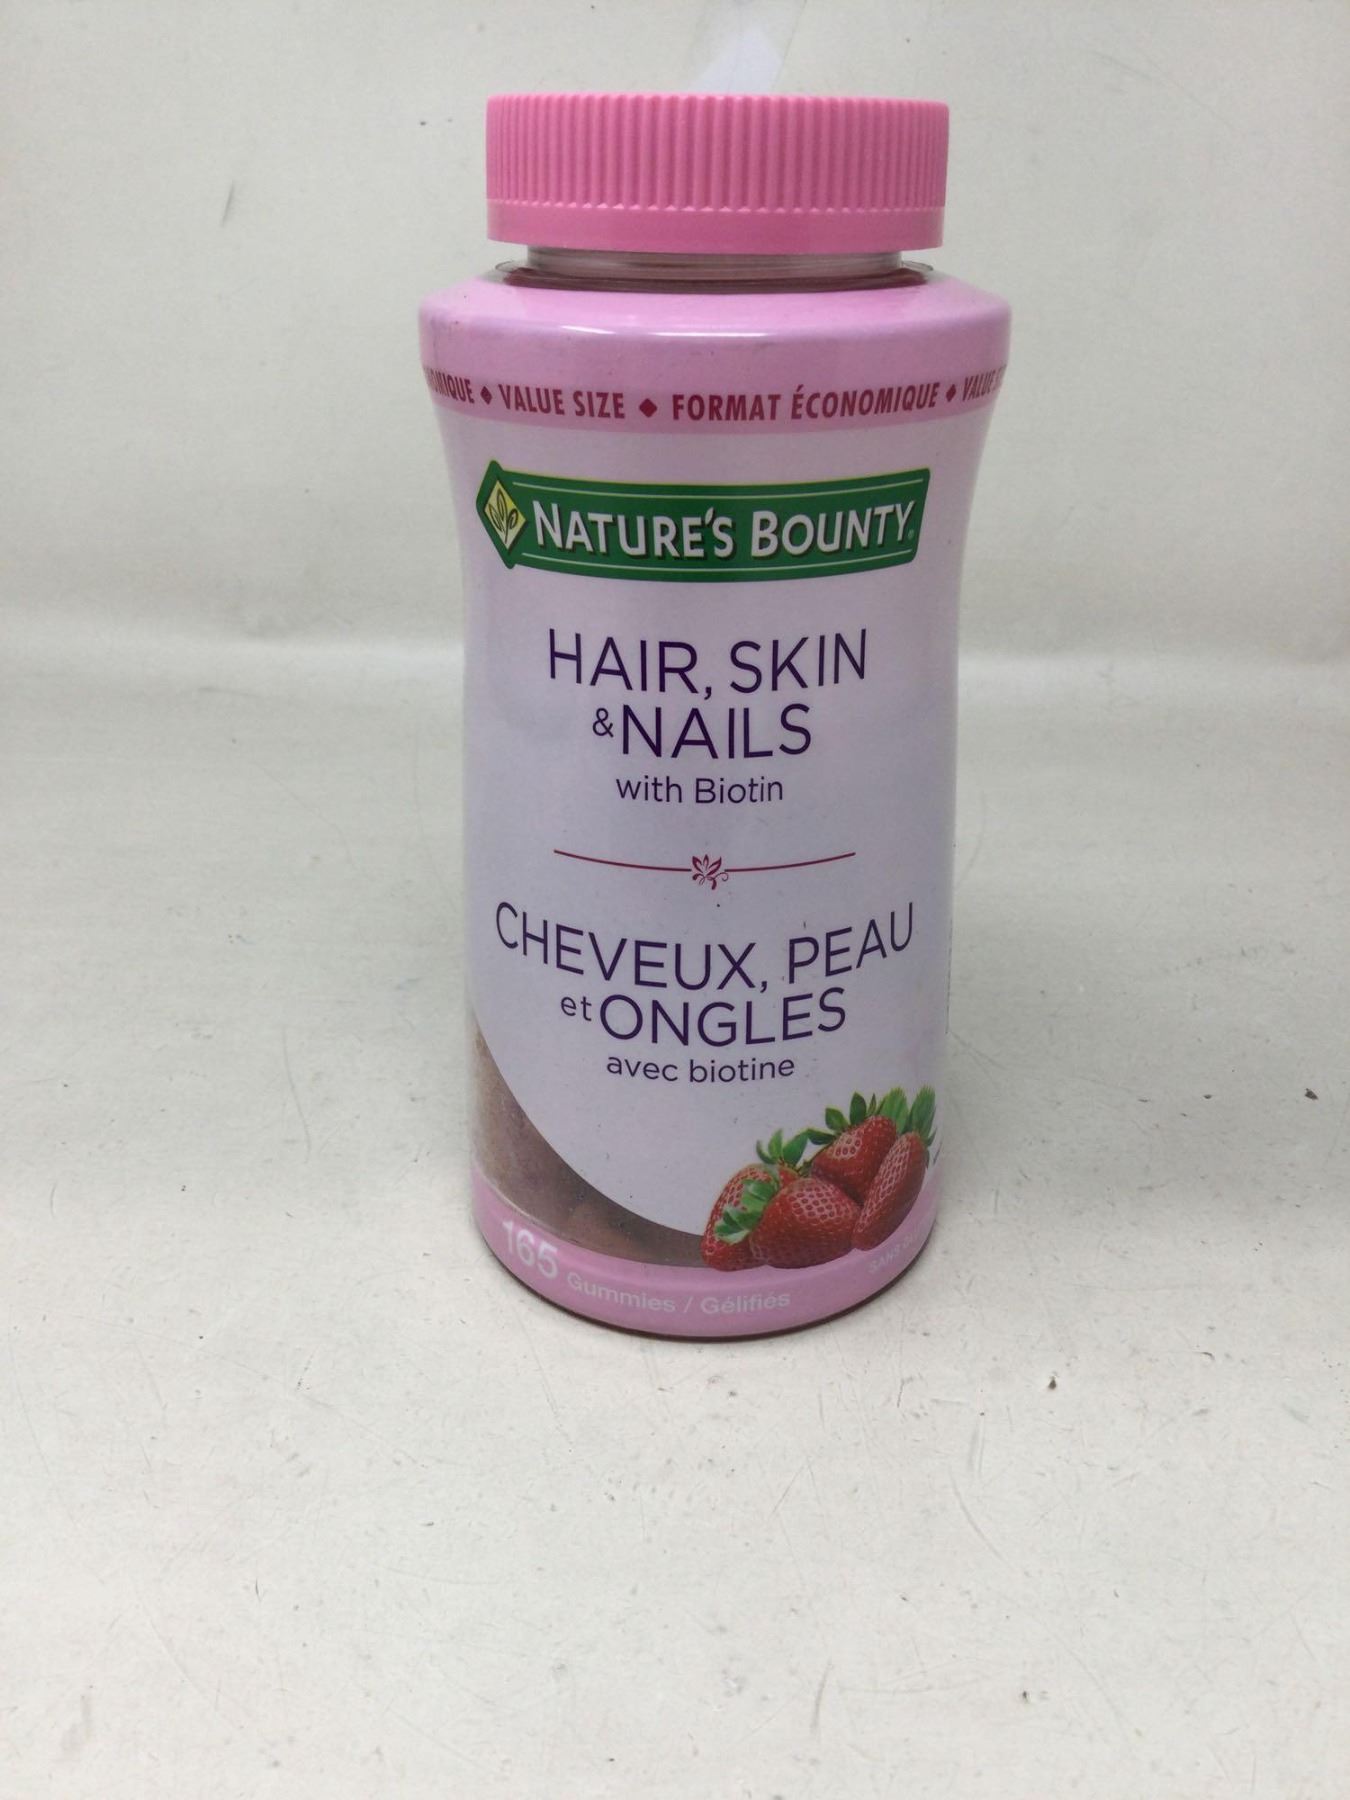 VALUE SIZE ◆ FORMAT ÉCONOMIQUE ◆ VALUE
NATURE'S BOUNTY®
HAIR, SKIN
& NAILS
with Biotin
CHEVEUX, PEAU
et ONGLES
avec biotine
165 Gummies / Gélifiés
SANS